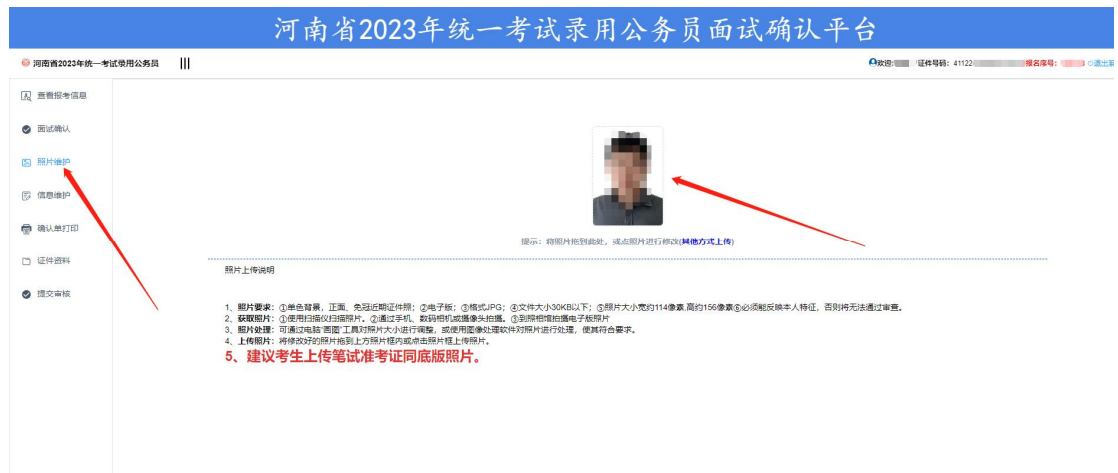 河南省2023年统一考试录用公务员面试确认平台
河南省2023年统一考试录用公务员
欢迎: 证件号码: 41122 报名序号: 退出系
查看报考信息
面试确认
照片维护
信息维护
确认单打印
证件资料
提交审核
提示: 将照片拖到此处, 或点照片进行修改(其他方式上传)
照片上传说明
1、照片要求: ①单色背景, 正面, 免冠近期证件照; ②电子版; ③格式JPG; ④文件大小30KB以下; ⑤照片大小宽约114像素,高约156像素⑥必须能反映本人特征, 否则将无法通过审查。
2、获取照片: ①使用扫描仪扫描照片。②通过手机、数码相机或摄像头拍摄。③到照相馆拍摄电子版照片
3、照片处理: 可通过电脑"画图"工具对照片大小进行调整, 或使用图像处理软件对照片进行处理, 使其符合要求。
4、上传照片: 将修改好的照片拖到上方照片框内或点击照片框上传照片。
5、建议考生上传笔试准考证同底版照片。